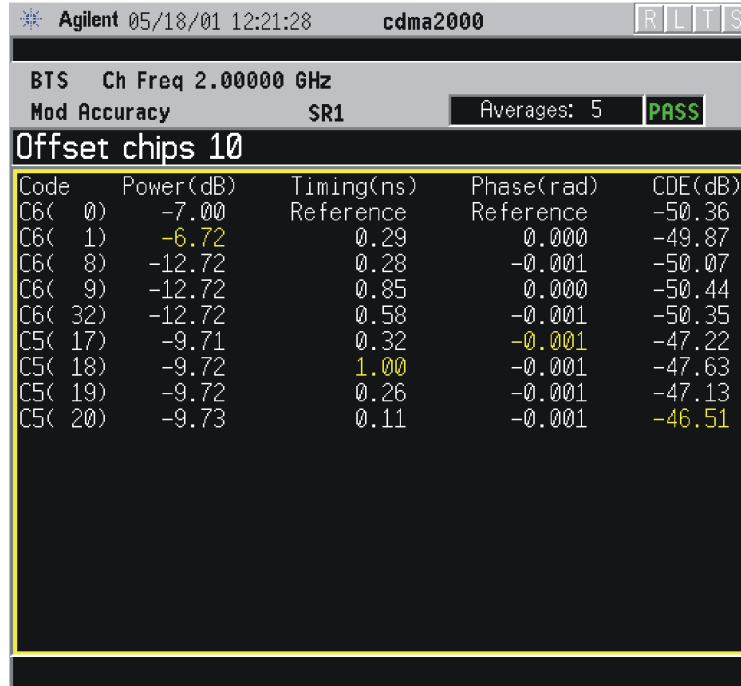 Agilent 05/18/01 12:21:28 cdma2000 R L T S
BTS Ch Freq 2.00000 GHz
Mod Accuracy SR1 Averages: 5 PASS
Offset chips 10
Code Power(dB) Timing(ns) Phase(rad) CDE(dB)
C6( 0) -7.00 Reference Reference -50.36
C6( 1) -6.72 0.29 0.000 -49.87
C6( 8) -12.72 0.28 -0.001 -50.07
C6( 9) -12.72 0.85 0.000 -50.44
C6( 32) -12.72 0.58 -0.001 -50.35
C5( 17) -9.71 0.32 -0.001 -47.22
C5( 18) -9.72 1.00 -0.001 -47.63
C5( 19) -9.72 0.26 -0.001 -47.13
C5( 20) -9.73 0.11 -0.001 -46.51